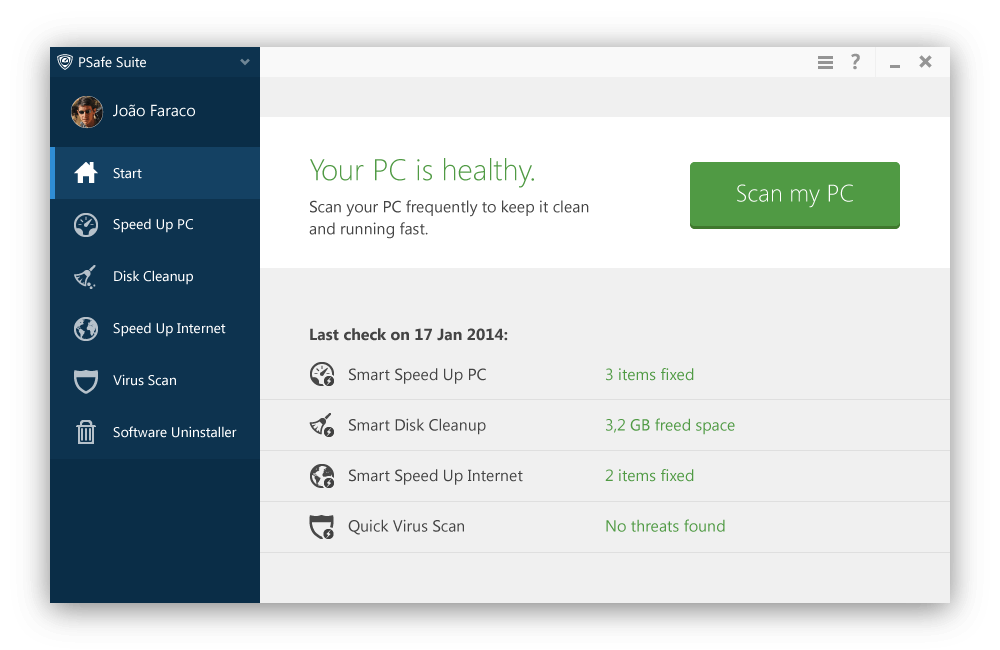 PSafe Suite
?
João Faraco
Start
Speed Up PC
Disk Cleanup
Speed Up Internet
Virus Scan
Software Uninstaller
Your PC is healthy.
Scan your PC frequently to keep it clean
and running fast.
Scan my PC
Last check on 17 Jan 2014:
Smart Speed Up PC 3 items fixed
Smart Disk Cleanup 3,2 GB freed space
Smart Speed Up Internet 2 items fixed
Quick Virus Scan No threats found